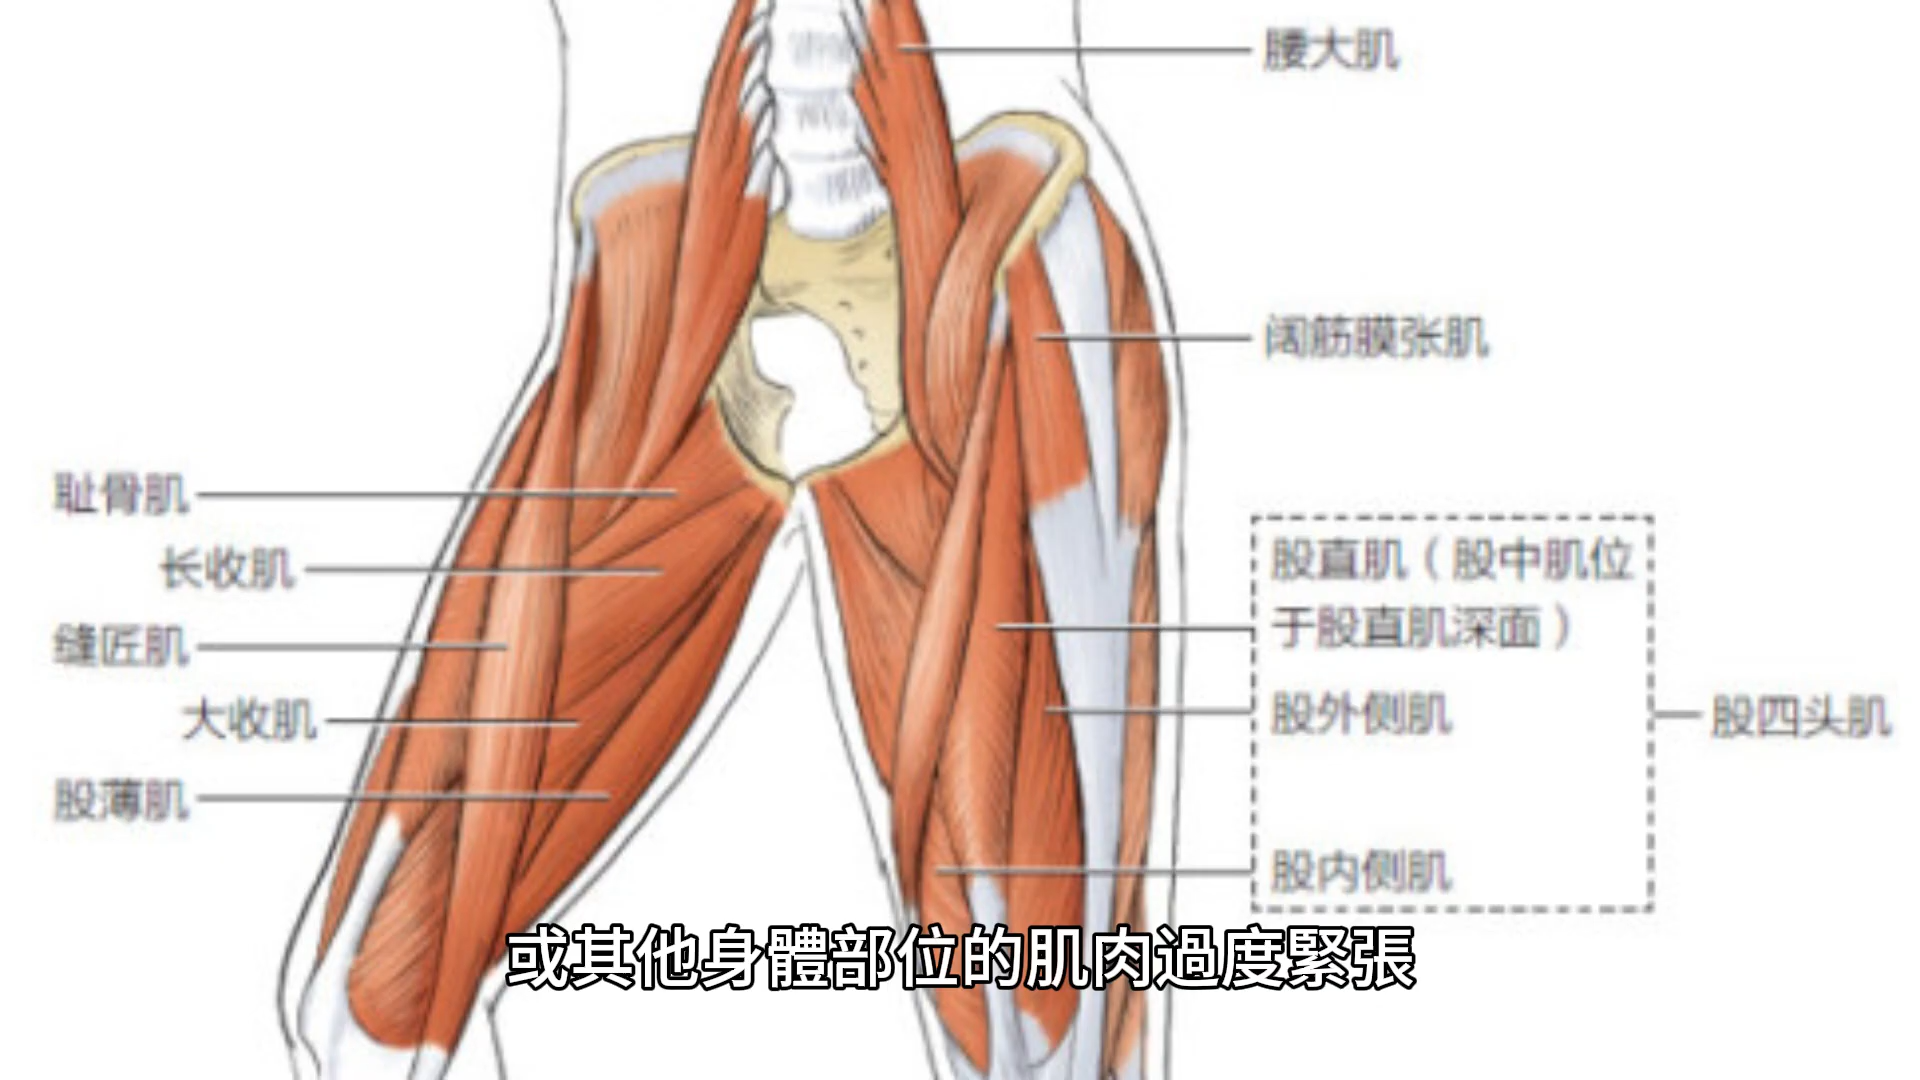 腰大肌
阔筋膜张肌
耻骨肌
长收肌
缝匠肌
大收肌
股薄肌
股直肌（股中肌位
于股直肌深面）
股外侧肌
股内侧肌
股四头肌
或其他身體部位的肌肉過度緊張